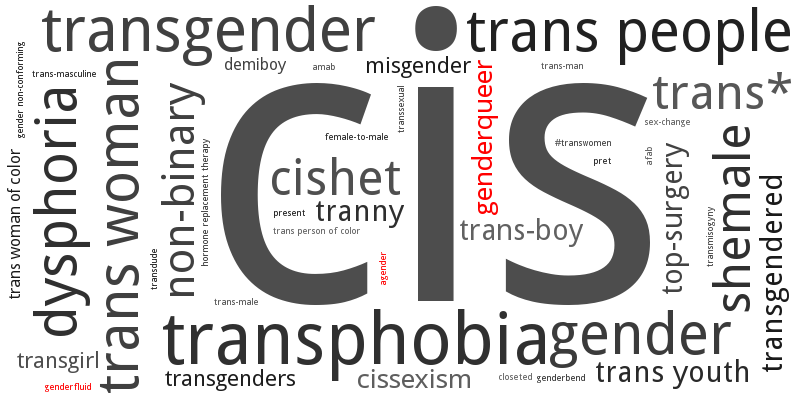 transgender
cis
trans people
demiboy
amab
misgender
trans-man
gender non-conforming
trans-masculine
dysphoria
trans woman
non-binary
transsexual
genderqueer
trans*
sex-change
female-to-male
#transwomen
pret
afab
hormone replacement therapy
cishet
trans woman of color
present
tranny
trans person of color
trans-boy
top-surgery
transmisogyny
shemale
transgendered
transdude
agender
trans-male
transphobia
gender
transgirl
genderfluid
transgenders
cissexism
closeted
genderbend
trans youth